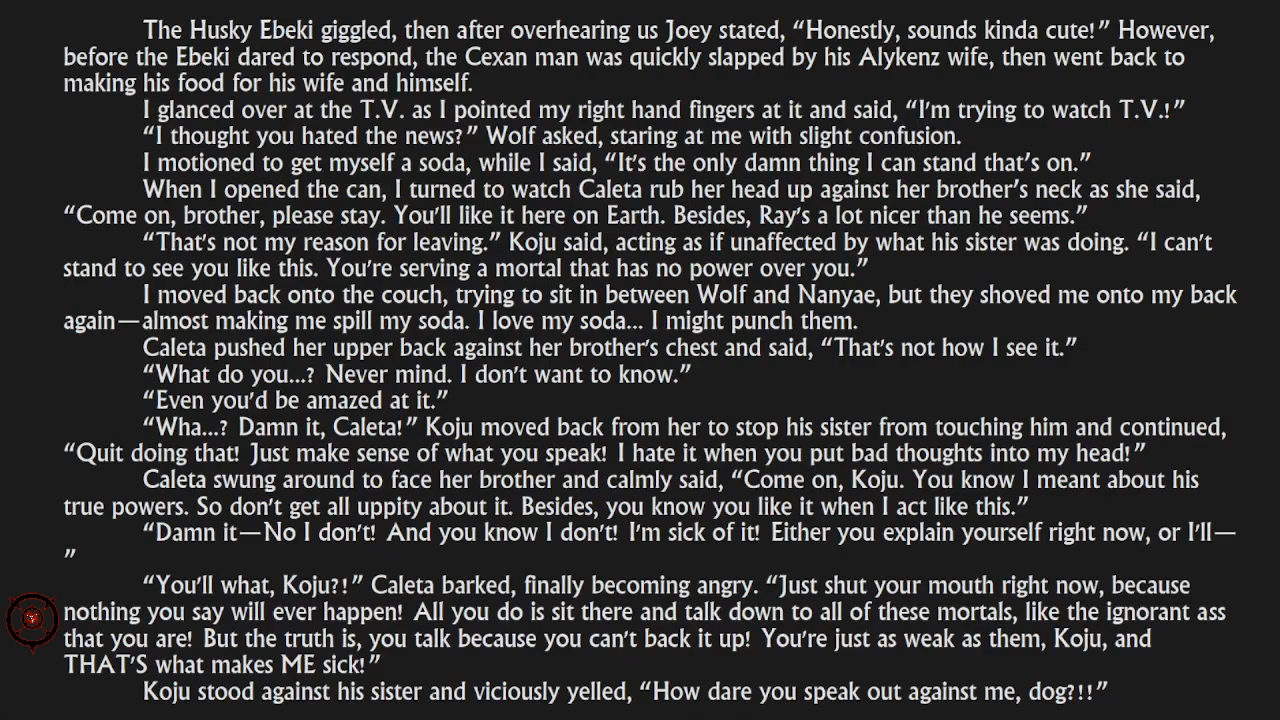 The Husky Ebeki giggled, then after overhearing us Joey stated, “Honestly, sounds kinda cute!” However,
before the Ebeki dared to respond, the Cexan man was quickly slapped by his Alykenz wife, then went back to
making his food for his wife and himself.
I glanced over at the T.V. as I pointed my right hand fingers at it and said, “I'm trying to watch T.V.!”
“I thought you hated the news?” Wolf asked, staring at me with slight confusion.
I motioned to get myself a soda, while I said, “It's the only damn thing I can stand that’s on.”
When I opened the can, I turned to watch Caleta rub her head up against her brother’s neck as she said,
“Come on, brother, please stay. You'll like it here on Earth. Besides, Ray's a lot nicer than he seems.”
“That's not my reason for leaving.” Koju said, acting as if unaffected by what his sister was doing. “I can't
stand to see you like this. You're serving a mortal that has no power over you.”
I moved back onto the couch, trying to sit in between Wolf and Nanyae, but they shoved me onto my back
again—almost making me spill my soda. I love my soda... I might punch them.
Caleta pushed her upper back against her brother's chest and said, “That's not how I see it.”
“What do you...? Never mind. I don't want to know.”
“Even you’d be amazed at it.”
“Wha...? Damn it, Caleta!” Koju moved back from her to stop his sister from touching him and continued,
“Quit doing that! Just make sense of what you speak! I hate it when you put bad thoughts into my head!”
Caleta swung around to face her brother and calmly said, “Come on, Koju. You know I meant about his
true powers. So don't get all uppity about it. Besides, you know you like it when I act like this.”
“Damn it—No I don't! And you know I don't! I'm sick of it! Either you explain yourself right now, or I'll—
”
“You'll what, Koju?!” Caleta barked, finally becoming angry. “Just shut your mouth right now, because
nothing you say will ever happen! All you do is sit there and talk down to all of these mortals, like the ignorant ass
that you are! But the truth is, you talk because you can't back it up! You're just as weak as them, Koju, and
THAT'S what makes ME sick!”
Koju stood against his sister and viciously yelled, “How dare you speak out against me, dog?!!”